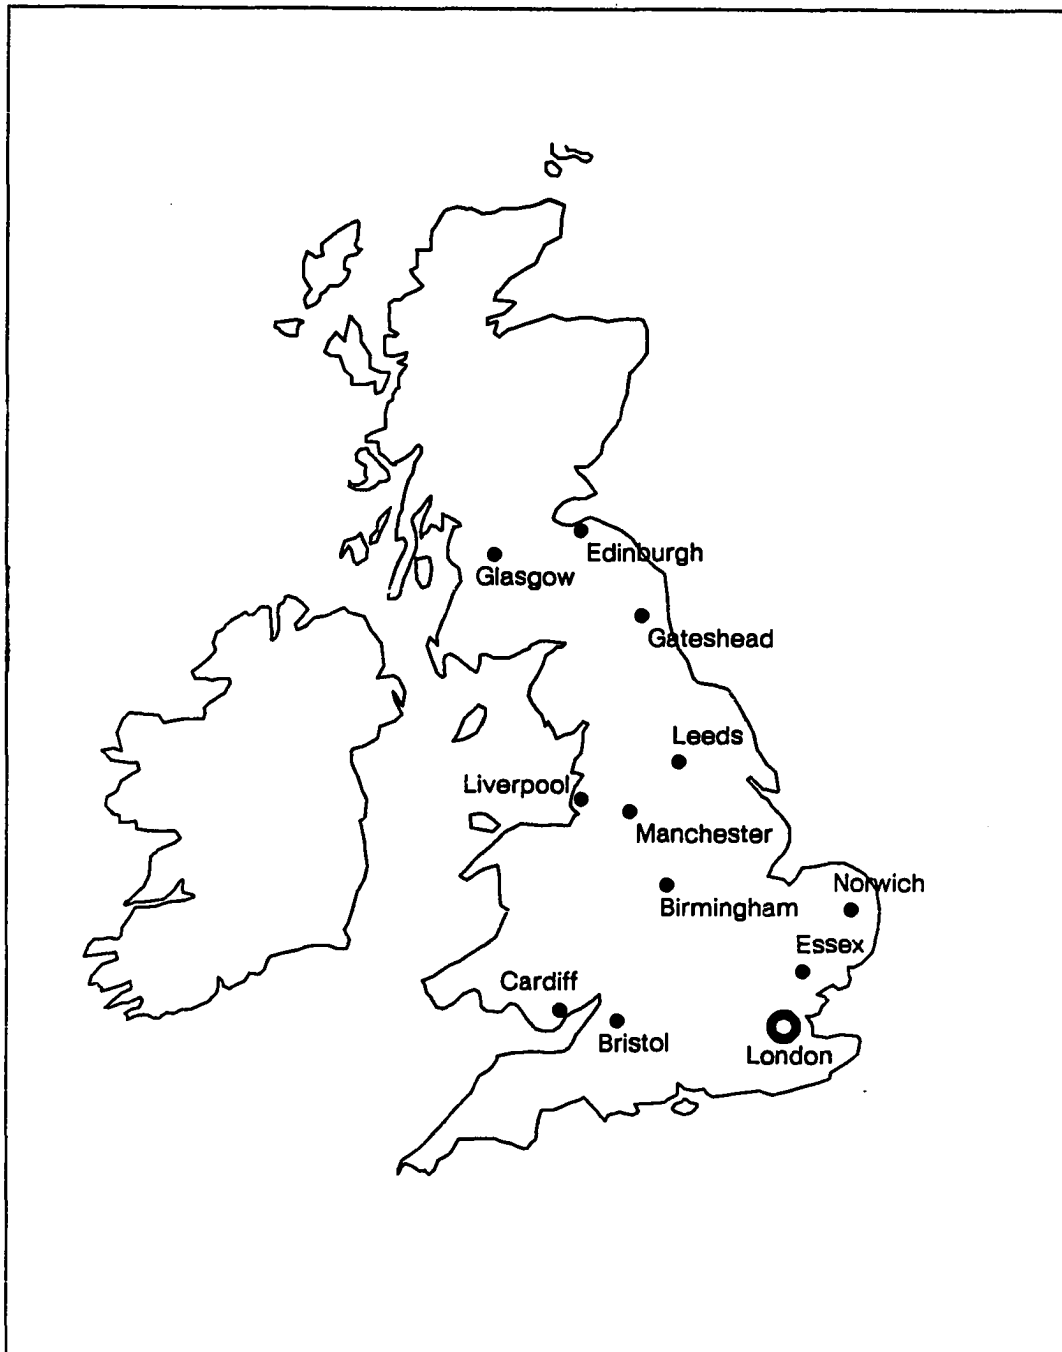 Edinburgh
Glasgow
Gateshead
Leeds
Liverpool
Manchester
Norwich
Birmingham
Essex
Cardiff
Bristol
London